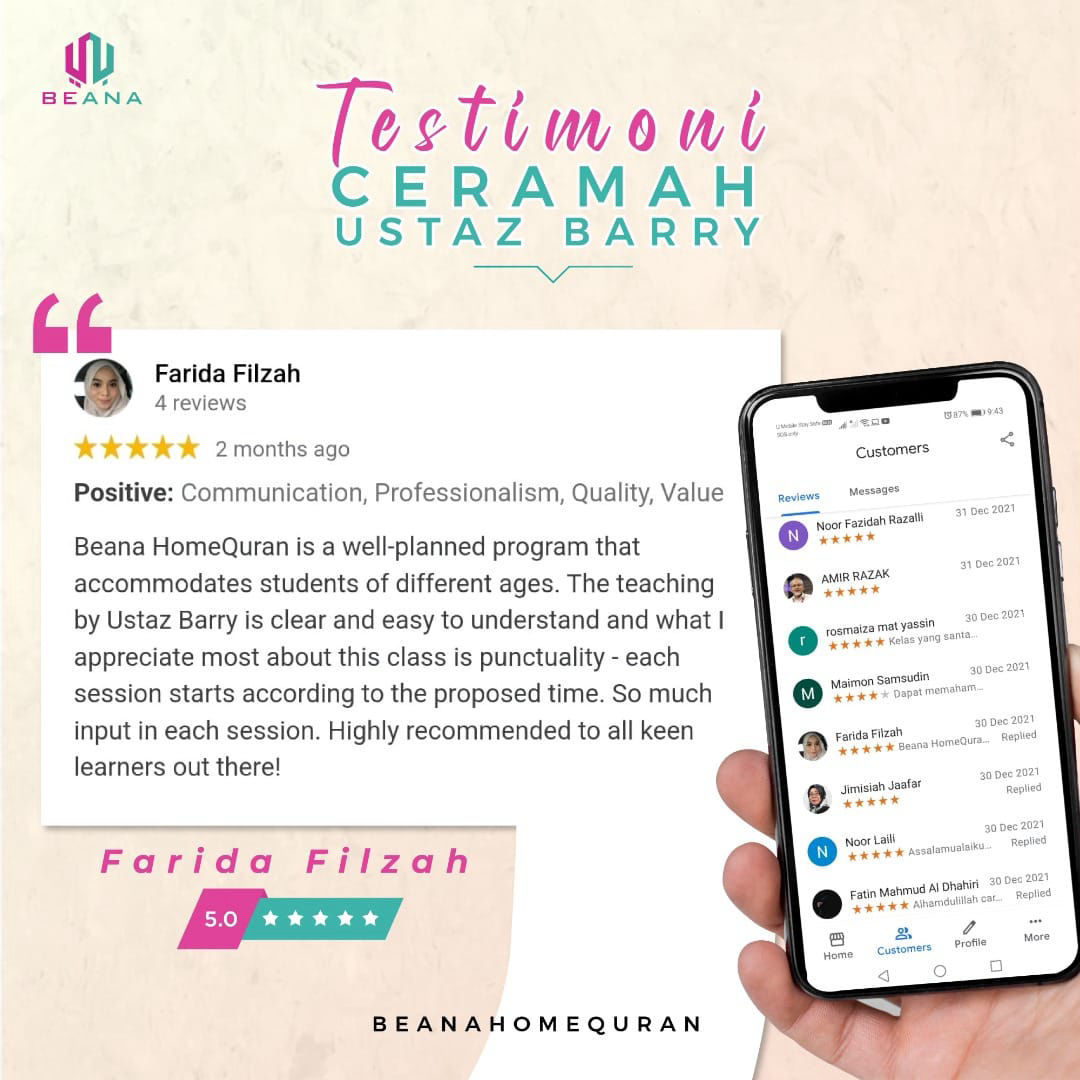 BEANA
Testimoni
CERAMAH
USTAZ BARRY
Farida Filzah
4 reviews
2 months ago
Positive: Communication, Professionalism, Quality, Value
Beana HomeQuran is a well-planned program that
accommodates students of different ages. The teaching
by Ustaz Barry is clear and easy to understand and what I
appreciate most about this class is punctuality - each
session starts according to the proposed time. So much
input in each session. Highly recommended to all keen
learners out there!
Farida Filzah
5.0
87% 9:43
Customers
Reviews Messages
N Noor Fazidah Razalli 31 Dec 2021
AMIR RAZAK 31 Dec 2021
r rosmaiza mat yassin 30 Dec 2021
Kelas yang santa...
M Maimon Samsudin 30 Dec 2021
Dapat memaham...
Farida Filzah 30 Dec 2021
Beana HomeQura... Replied
Jimisiah Jaafar 30 Dec 2021
Replied
N Noor Laili 30 Dec 2021
Assalamualaiku... Replied
Fatin Mahmud Al Dhahiri 30 Dec 2021
Alhamdulillah car... Replied
Home Customers Profile More
BEANAHOMEQURAN